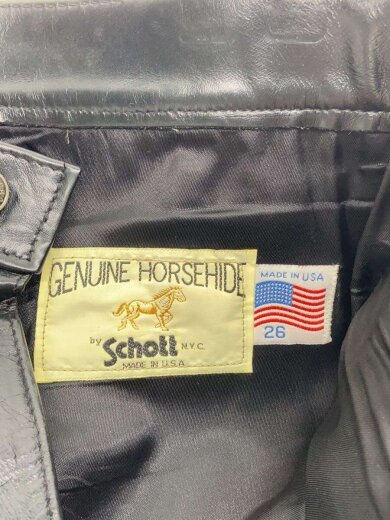 GENUINE HORSEHIDE
by Schott N.Y.C.
MADE IN U.S.A.
MADE IN USA
26